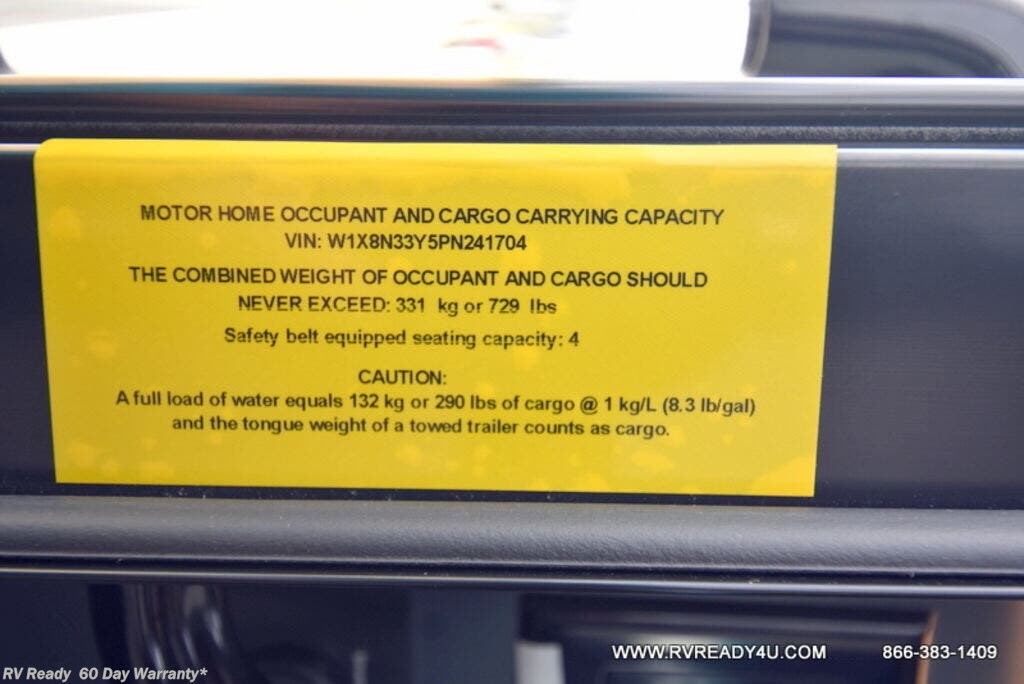 MOTOR HOME OCCUPANT AND CARGO CARRYING CAPACITY
VIN: W1X8N33Y5PN241704
THE COMBINED WEIGHT OF OCCUPANT AND CARGO SHOULD
NEVER EXCEED: 331 kg or 729 lbs
Safety belt equipped seating capacity: 4
CAUTION:
A full load of water equals 132 kg or 290 lbs of cargo @ 1 kg/L (8.3 lb/gal)
and the tongue weight of a towed trailer counts as cargo.
WWW.RVREADY4U.COM 866-383-1409
RV Ready 60 Day Warranty*